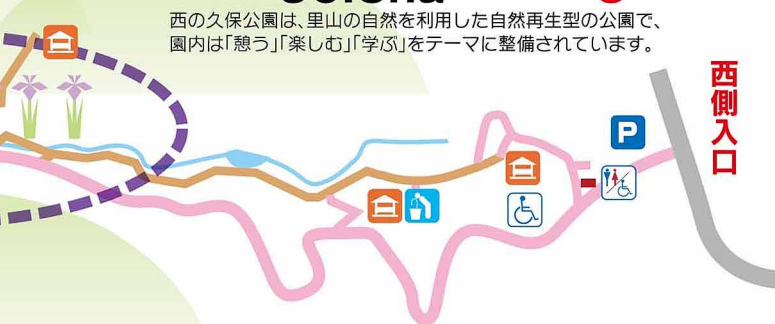 西の久保公園は、里山の自然を利用した自然再生型の公園で、
園内は「憩う」「楽しむ」「学ぶ」をテーマに整備されています。
西側入口
P